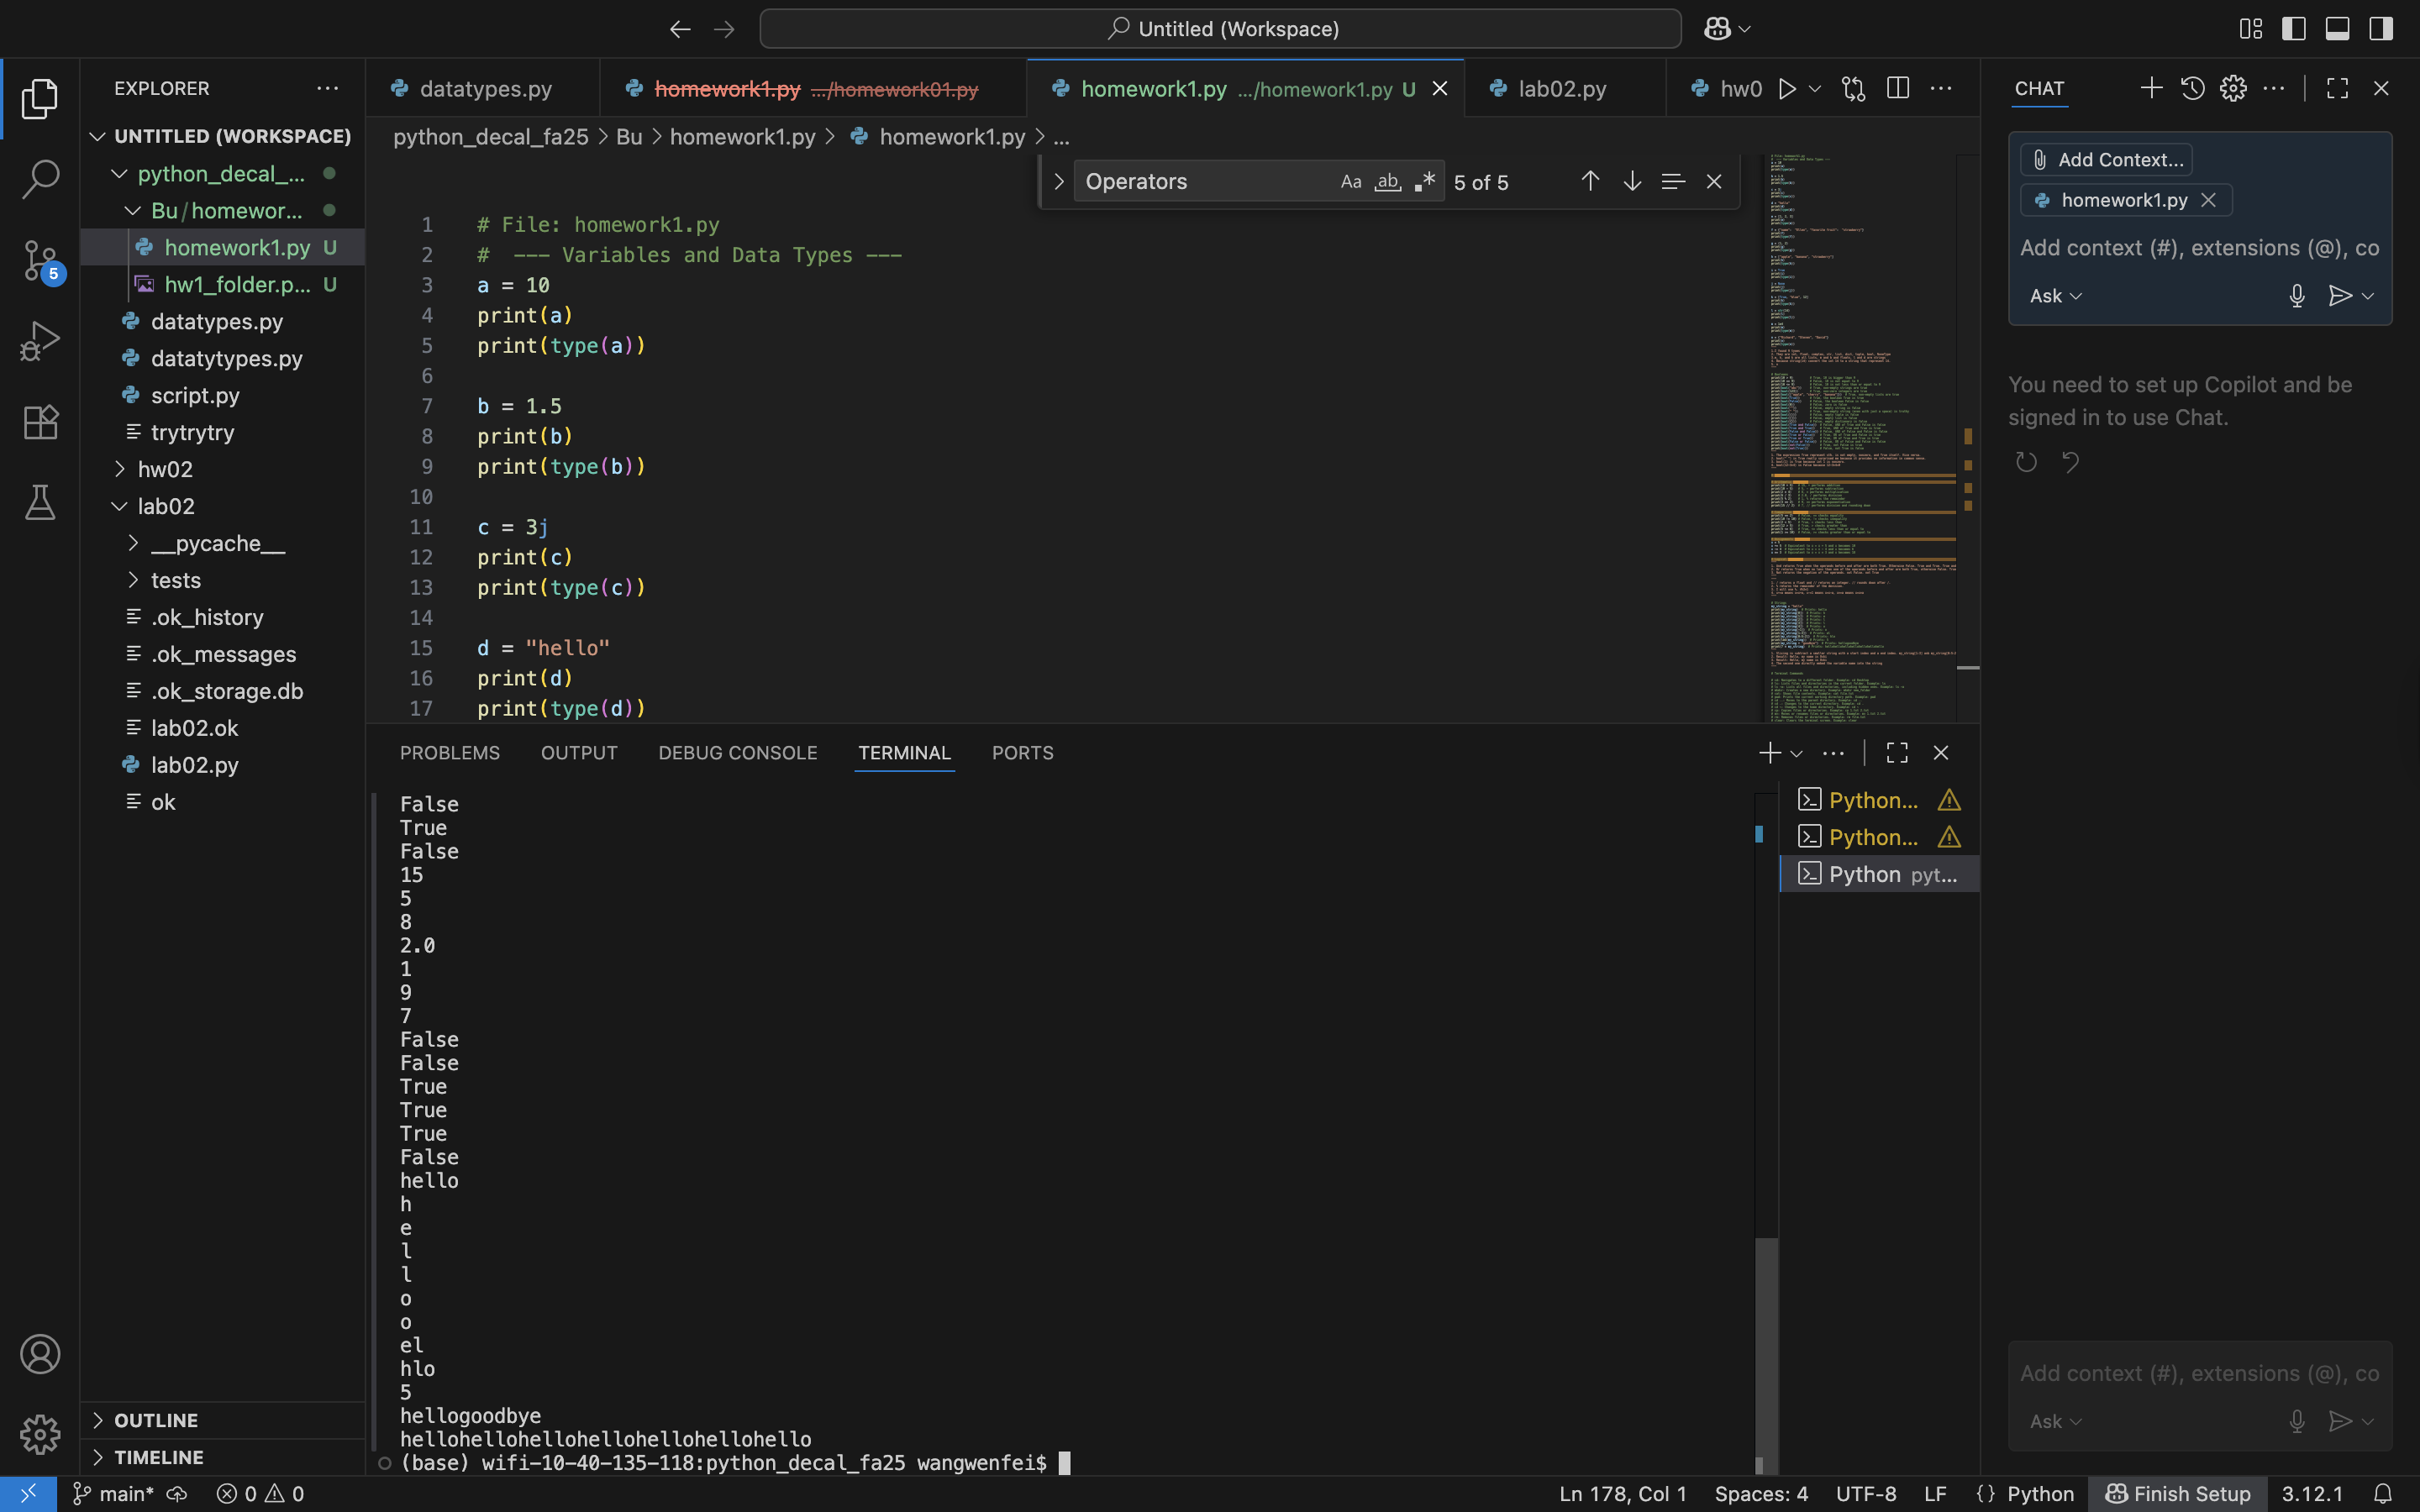 Untitled (Workspace)
EXPLORER
datatypes.py
homework1.py .../homework01.py
homework1.py .../homework1.py U
lab02.py
hw0
CHAT
UNTITLED (WORKSPACE)
python_decal_...
Bu/homewor...
homework1.py U
hw1_folder.p... U
datatypes.py
datatytypes.py
script.py
trytrytry
hw02
lab02
__pycache__
tests
.ok_history
.ok_messages
.ok_storage.db
lab02.ok
lab02.py
ok
OUTLINE
TIMELINE
python_decal_fa25 > Bu > homework1.py > homework1.py > ...
Operators
Aa ab .* 5 of 5
1 # File: homework1.py
2 # --- Variables and Data Types ---
3 a = 10
4 print(a)
5 print(type(a))
6
7 b = 1.5
8 print(b)
9 print(type(b))
10
11 c = 3j
12 print(c)
13 print(type(c))
14
15 d = "hello"
16 print(d)
17 print(type(d))
PROBLEMS OUTPUT DEBUG CONSOLE TERMINAL PORTS
False
True
False
15
5
8
2.0
1
9
7
False
False
True
True
True
False
hello
h
e
l
l
o
o
el
hlo
5
hellogoodbye
hellohellohellohellohellohellohello
(base) wifi-10-40-135-118:python_decal_fa25 wangwenfei$
Python...
Python...
Python pyt...
Add Context...
homework1.py
Add context (#), extensions (@), co
Ask
You need to set up Copilot and be
signed in to use Chat.
Add context (#), extensions (@), co
Ask
5
main* 0 0
Ln 178, Col 1 Spaces: 4 UTF-8 LF {} Python Finish Setup 3.12.1